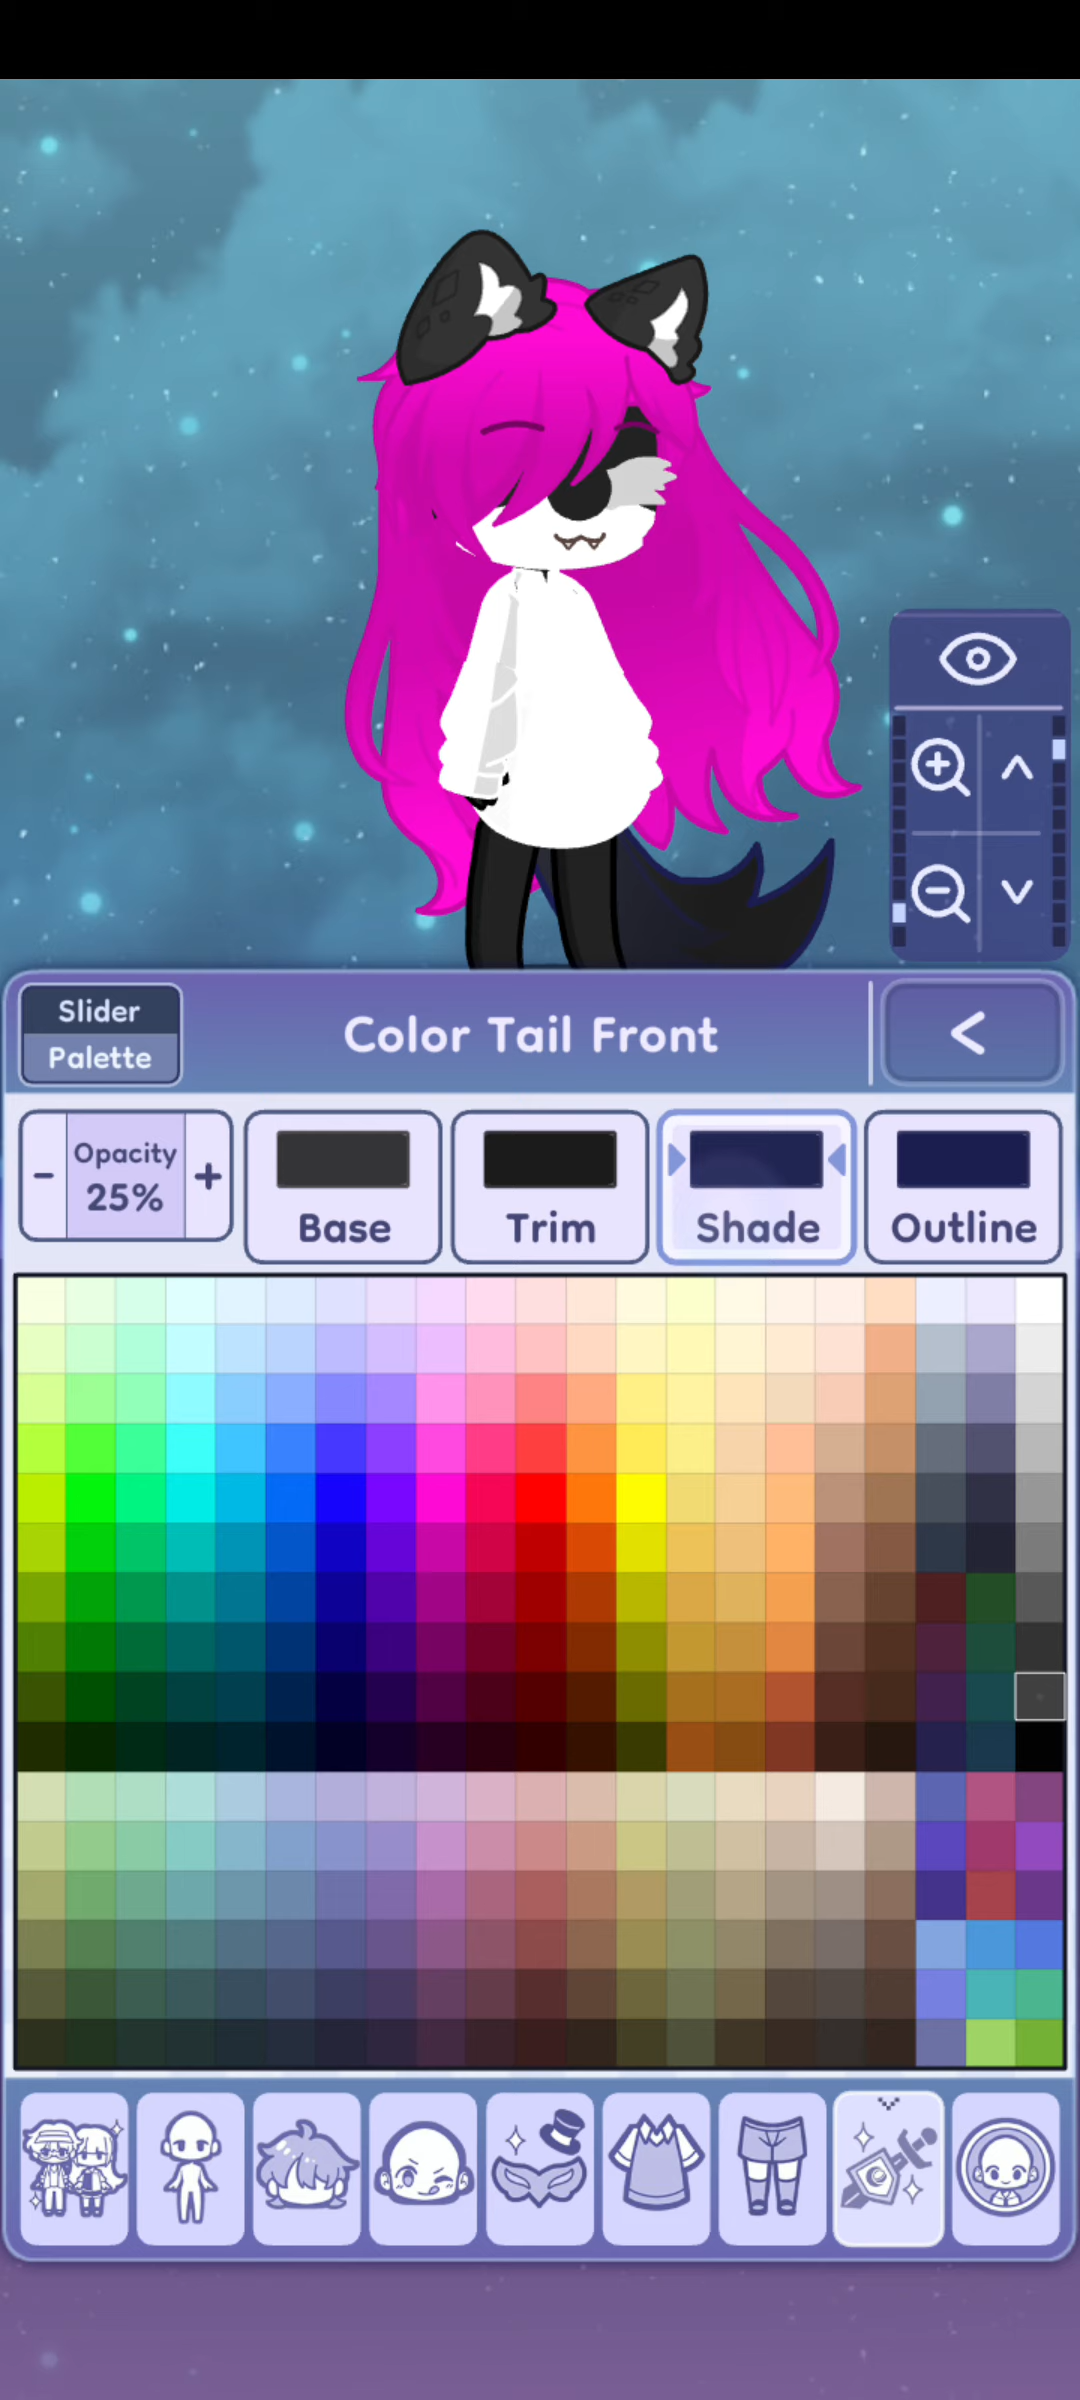 Slider
Palette
Color Tail Front
Opacity
25%
Base
Trim
Shade
Outline